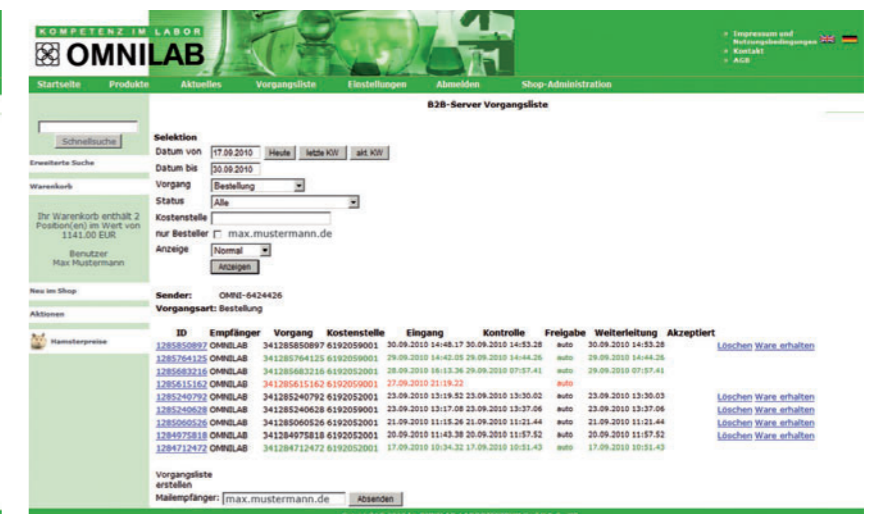 KOMPETENZ IM LABOR
OMNILAB
» Impressum und
Nutzungsbedingungen
» Kontakt
» AGB
Startseite Produkte Aktuelles Vorgangsliste Einstellungen Abmelden Shop-Administration
B2B-Server Vorgangsliste
Schnellsuche
Erweiterte Suche
Warenkorb
Ihr Warenkorb enthält 2
Position(en) im Wert von
1141.00 EUR
Benutzer
Max Mustermann
Neu im Shop
Aktionen
Hamsterpreise
Selektion
Datum von 17.09.2010 Heute letzte KW akt. KW
Datum bis 30.09.2010
Vorgang Bestellung
Status Alle
Kostenstelle
nur Besteller max.mustermann.de
Anzeige Normal
Anzeigen
Sender: OMNI-6424426
Vorgangsart: Bestellung
ID Empfänger Vorgang Kostenstelle Eingang Kontrolle Freigabe Weiterleitung Akzeptiert
1285850897 OMNILAB 341285850897 6192059001 30.09.2010 14:48.17 30.09.2010 14:53.28 auto 30.09.2010 14:53.28 Löschen Ware erhalten
1285764125 OMNILAB 341285764125 6192059001 29.09.2010 14:42.05 29.09.2010 14:44.26 auto 29.09.2010 14:44.26
1285683216 OMNILAB 341285683216 6192052001 28.09.2010 16:13.36 29.09.2010 07:57.41 auto 29.09.2010 07:57.41
1285615162 OMNILAB 341285615162 6192059001 27.09.2010 21:19.22 auto
1285240792 OMNILAB 341285240792 6192052001 23.09.2010 13:19.52 23.09.2010 13:30.02 auto 23.09.2010 13:30.03 Löschen Ware erhalten
1285240628 OMNILAB 341285240628 6192059001 23.09.2010 13:17.08 23.09.2010 13:37.06 auto 23.09.2010 13:37.06 Löschen Ware erhalten
1285060526 OMNILAB 341285060526 6192052001 21.09.2010 11:15.26 21.09.2010 11:21.44 auto 21.09.2010 11:21.44 Löschen Ware erhalten
1284975818 OMNILAB 341284975818 6192052001 20.09.2010 11:43.38 20.09.2010 11:57.52 auto 20.09.2010 11:57.52 Löschen Ware erhalten
1284712472 OMNILAB 341284712472 6192052001 17.09.2010 10:34.32 17.09.2010 10:51.43 auto 17.09.2010 10:51.43
Vorgangsliste
erstellen
Mailempfänger: max.mustermann.de Absenden